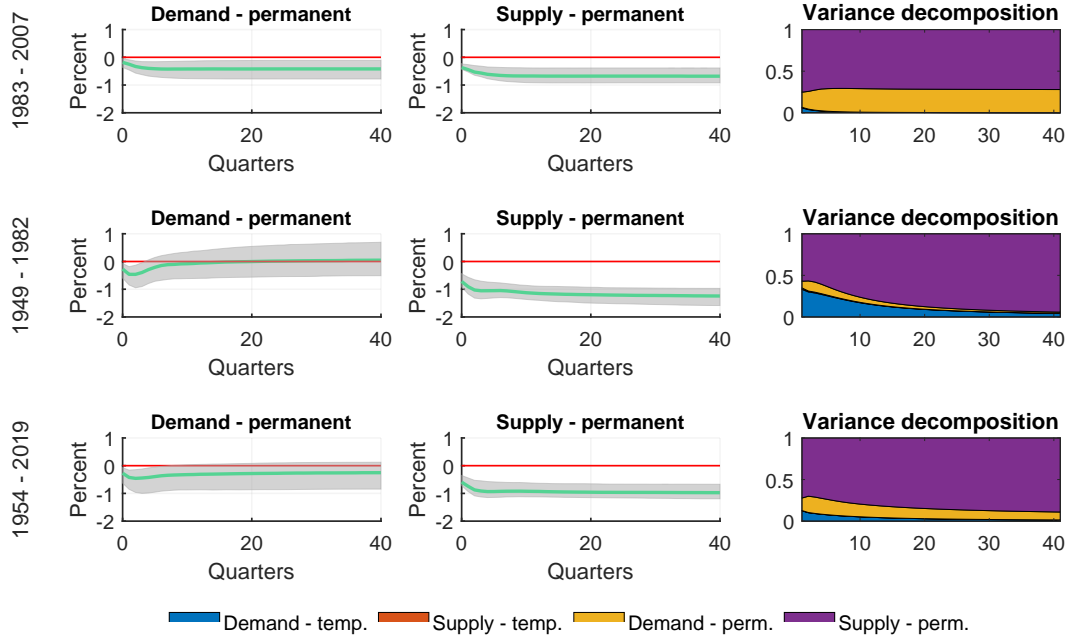 Demand - permanent
Supply - permanent
Variance decomposition
1983 - 2007
Percent
1
0
-1
-2
0
20
40
Quarters
Percent
1
0
-1
-2
0
20
40
Quarters
1
0.5
0
10
20
30
40
Demand - permanent
Supply - permanent
Variance decomposition
1949 - 1982
Percent
1
0
-1
-2
0
20
40
Quarters
Percent
1
0
-1
-2
0
20
40
Quarters
1
0.5
0
10
20
30
40
Demand - permanent
Supply - permanent
Variance decomposition
1954 - 2019
Percent
1
0
-1
-2
0
20
40
Quarters
Percent
1
0
-1
-2
0
20
40
Quarters
1
0.5
0
10
20
30
40
Demand - temp.
Supply - temp.
Demand - perm.
Supply - perm.